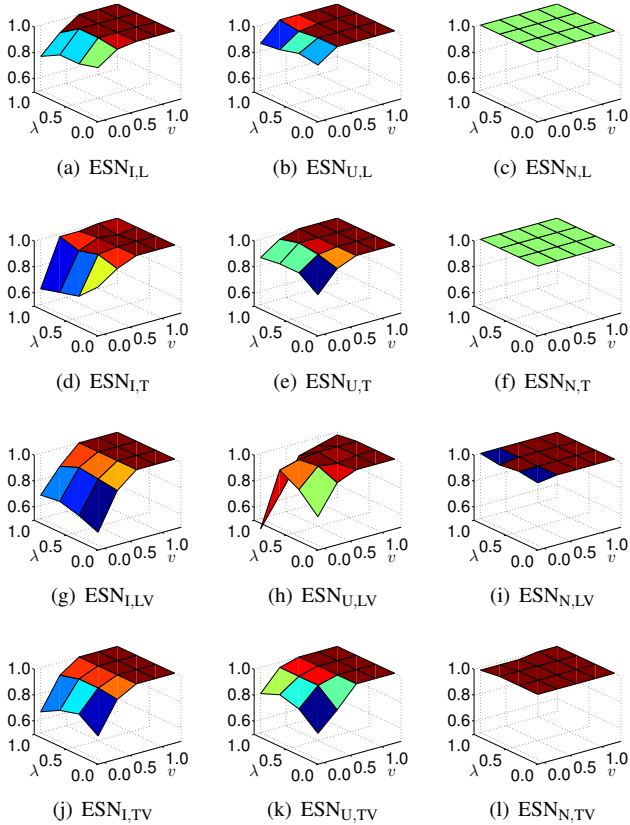 1.0 1.0 1.0
0.8 0.8 0.8
0.6 0.6 0.6
1.0 1.0 1.0 1.0 1.0 1.0
0.5 0.5 0.5 0.5 0.5 0.5
λ 0.0 0.0 v λ 0.0 0.0 v λ 0.0 0.0 v
(a) ESN_I,L (b) ESN_U,L (c) ESN_N,L
1.0 1.0 1.0
0.8 0.8 0.8
0.6 0.6 0.6
1.0 1.0 1.0 1.0 1.0 1.0
0.5 0.5 0.5 0.5 0.5 0.5
λ 0.0 0.0 v λ 0.0 0.0 v λ 0.0 0.0 v
(d) ESN_I,T (e) ESN_U,T (f) ESN_N,T
1.0 1.0 1.0
0.8 0.8 0.8
0.6 0.6 0.6
1.0 1.0 1.0 1.0 1.0 1.0
0.5 0.5 0.5 0.5 0.5 0.5
λ 0.0 0.0 v λ 0.0 0.0 v λ 0.0 0.0 v
(g) ESN_I,LV (h) ESN_U,LV (i) ESN_N,LV
1.0 1.0 1.0
0.8 0.8 0.8
0.6 0.6 0.6
1.0 1.0 1.0 1.0 1.0 1.0
0.5 0.5 0.5 0.5 0.5 0.5
λ 0.0 0.0 v λ 0.0 0.0 v λ 0.0 0.0 v
(j) ESN_I,TV (k) ESN_U,TV (l) ESN_N,TV